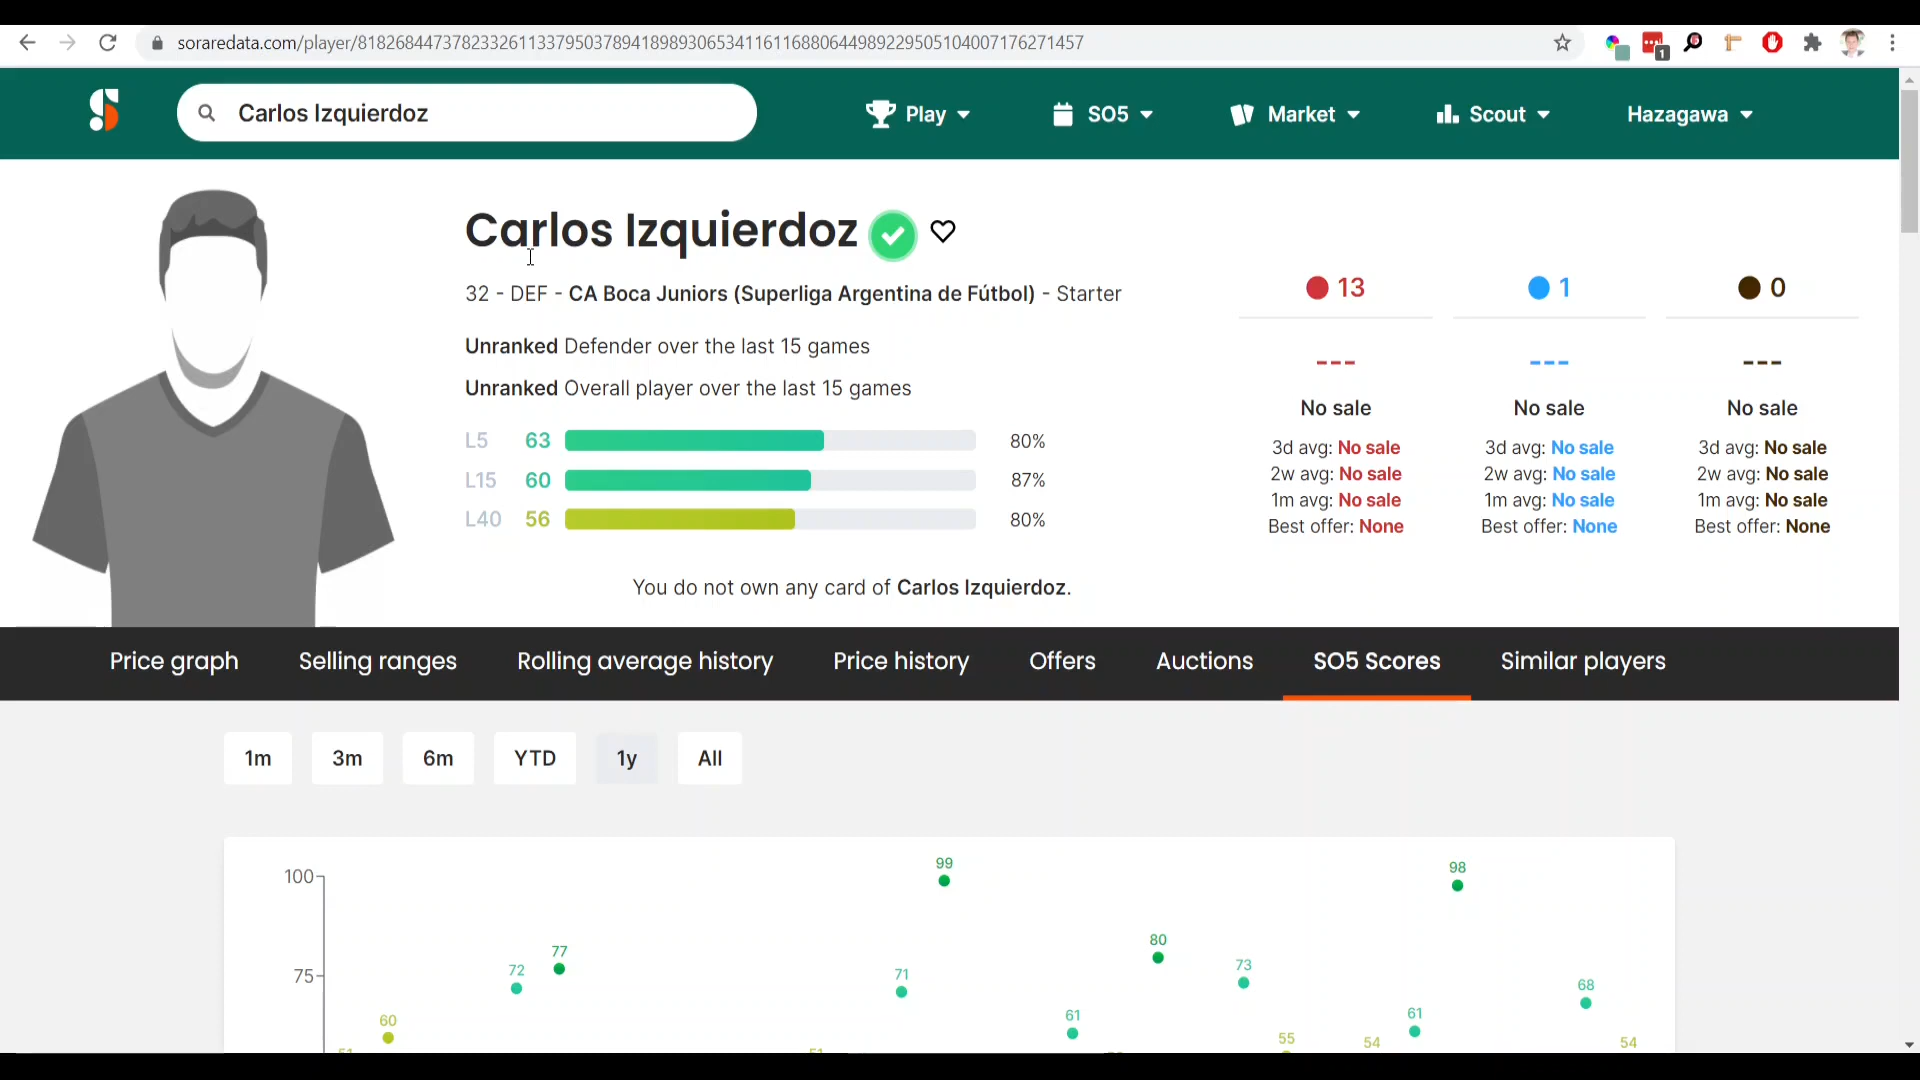 soraredata.com/player/81826844737823326113379503789418989306534116116880644989229505104007176271457
1
Carlos Izquierdoz
Play
SO5
Market
Scout
Hazagawa
Carlos Izquierdoz
32 - DEF - CA Boca Juniors (Superliga Argentina de Fútbol) - Starter
Unranked Defender over the last 15 games
Unranked Overall player over the last 15 games
L5 63 80%
L15 60 87%
L40 56 80%
You do not own any card of Carlos Izquierdoz.
13
---
No sale
3d avg: No sale
2w avg: No sale
1m avg: No sale
Best offer: None
1
---
No sale
3d avg: No sale
2w avg: No sale
1m avg: No sale
Best offer: None
0
---
No sale
3d avg: No sale
2w avg: No sale
1m avg: No sale
Best offer: None
Price graph Selling ranges Rolling average history Price history Offers Auctions SO5 Scores Similar players
1m 3m 6m YTD 1y All
99
98
100
80
77
72
71
73
75
68
61
61
60
55
54
54